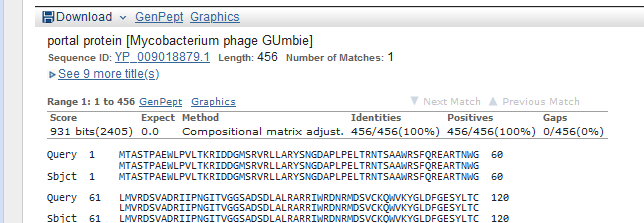 Download GenPept Graphics
portal protein [Mycobacterium phage GUmbie]
Sequence ID: YP_009018879.1 Length: 456 Number of Matches: 1
See 9 more title(s)
Range 1: 1 to 456 GenPept Graphics Next Match Previous Match
Score Expect Method Identities Positives Gaps
931 bits(2405) 0.0 Compositional matrix adjust. 456/456(100%) 456/456(100%) 0/456(0%)
Query 1 MTASTPAEWLPVLTKRIDDGMSRVRLLARYSNGDAPLPELTRNTSAAWRSFQREARTNWG 60
MTASTPAEWLPVLTKRIDDGMSRVRLLARYSNGDAPLPELTRNTSAAWRSFQREARTNWG
Sbjct 1 MTASTPAEWLPVLTKRIDDGMSRVRLLARYSNGDAPLPELTRNTSAAWRSFQREARTNWG 60
Query 61 LMVRDSVADRIIPNGITVGGSADSDLALRARRIWRDNRMDSVCKQWVKYGLDFGESYLTC 120
LMVRDSVADRIIPNGITVGGSADSDLALRARRIWRDNRMDSVCKQWVKYGLDFGESYLTC
Sbjct 61 LMVRDSVADRIIPNGITVGGSADSDLALRARRIWRDNRMDSVCKQWVKYGLDFGESYLTC 120